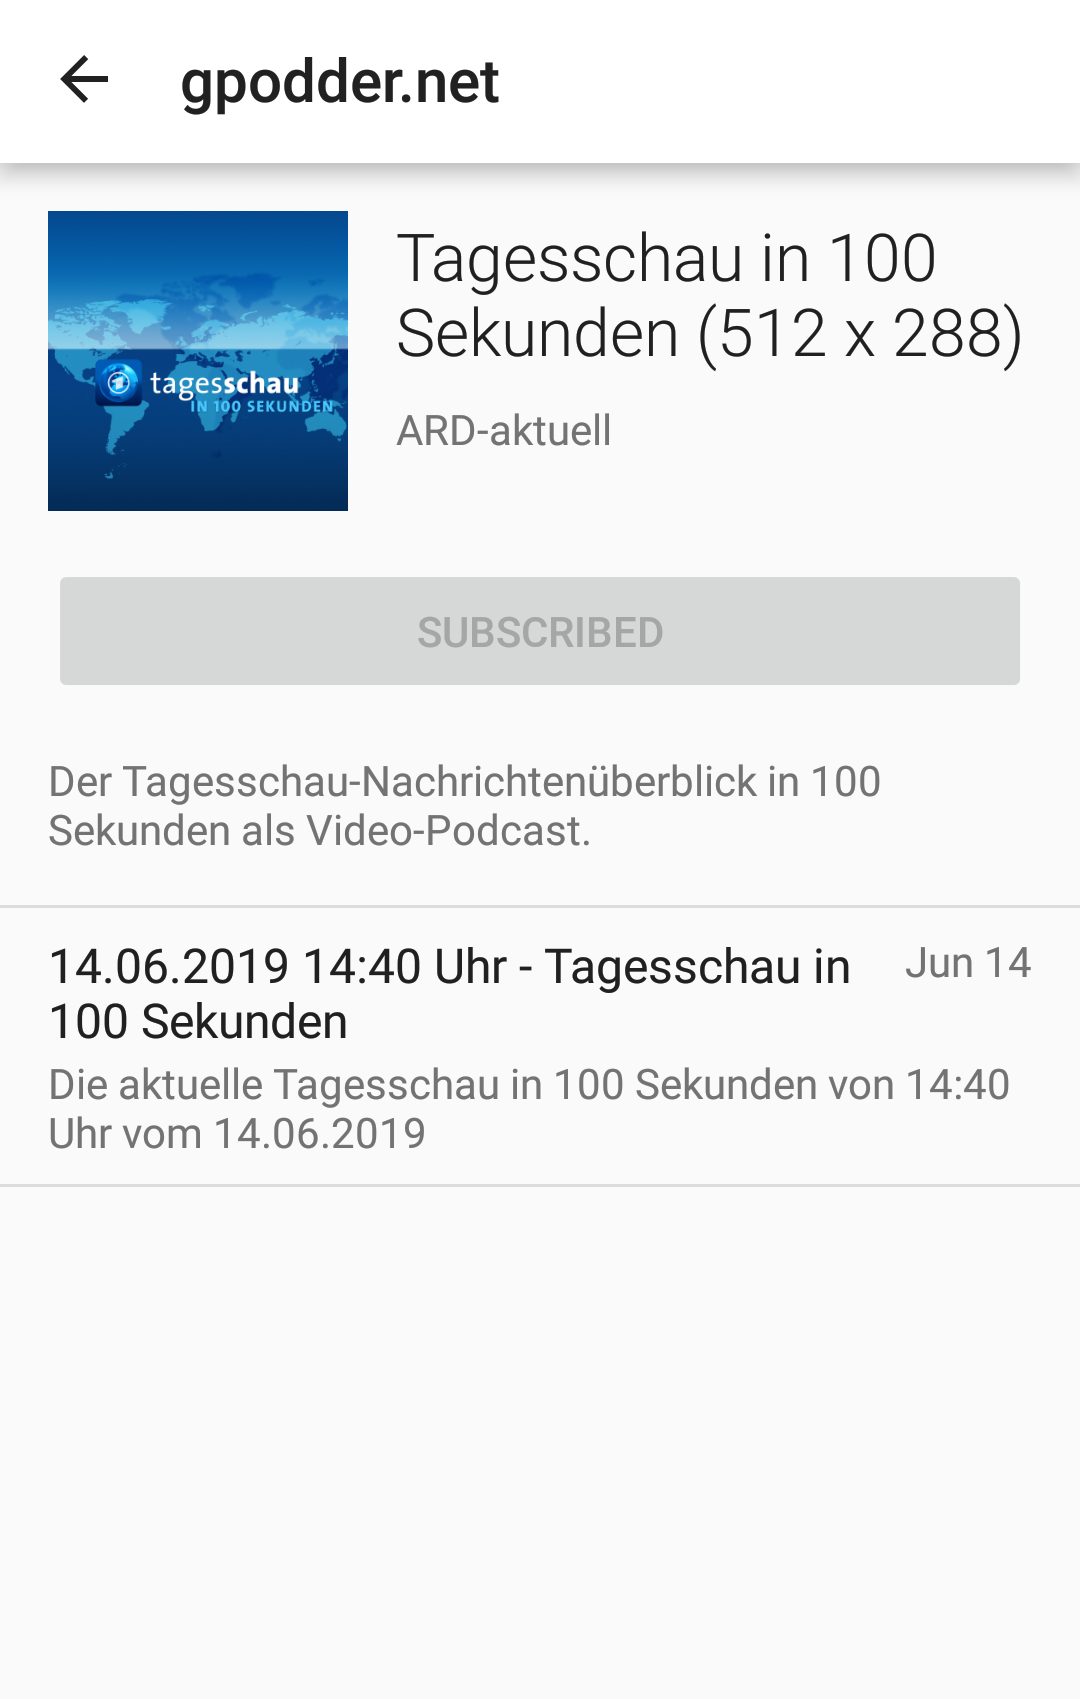 gpodder.net
tagesschau
IN 100 SEKUNDEN
Tagesschau in 100
Sekunden (512 x 288)
ARD-aktuell
SUBSCRIBED
Der Tagesschau-Nachrichtenüberblick in 100
Sekunden als Video-Podcast.
14.06.2019 14:40 Uhr - Tagesschau in
100 Sekunden
Jun 14
Die aktuelle Tagesschau in 100 Sekunden von 14:40
Uhr vom 14.06.2019